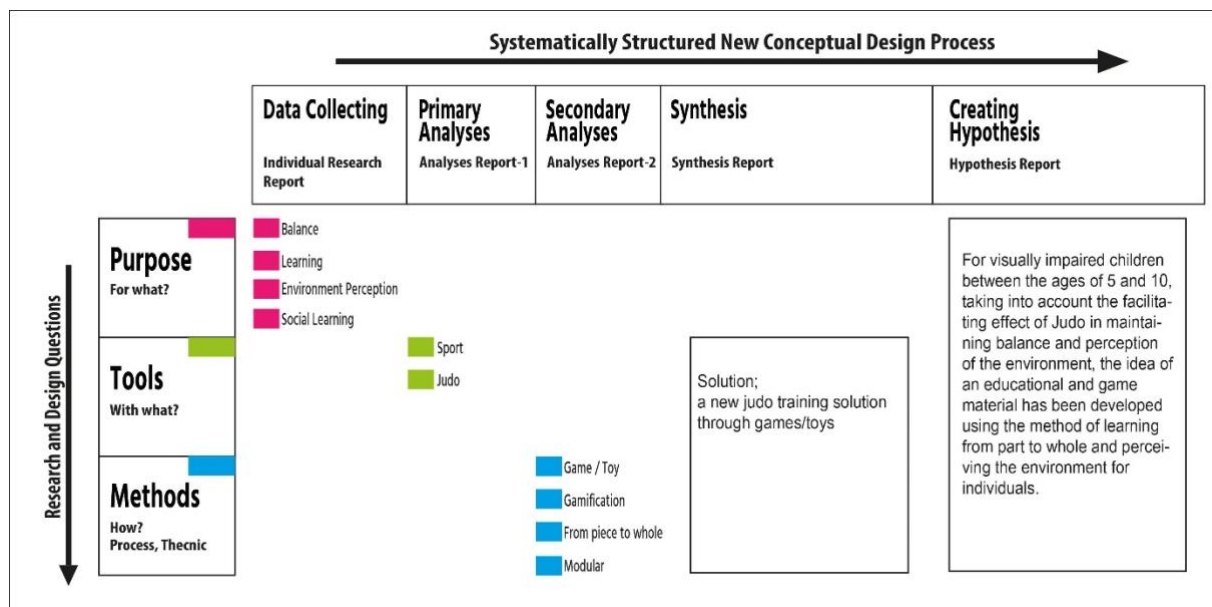 Systematically Structured New Conceptual Design Process
Data Collecting
Individual Research
Report
Primary
Analyses
Analyses Report-1
Secondary
Analyses
Analyses Report-2
Synthesis
Synthesis Report
Creating
Hypothesis
Hypothesis Report
Research and Design Questions
Purpose
For what?
Balance
Learning
Environment Perception
Social Learning
Tools
With what?
Sport
Judo
Methods
How?
Process, Thecnic
Game / Toy
Gamification
From piece to whole
Modular
Solution;
a new judo training solution
through games/toys
For visually impaired children
between the ages of 5 and 10,
taking into account the facilita-
ting effect of Judo in maintai-
ning balance and perception
of the environment, the idea of
an educational and game
material has been developed
using the method of learning
from part to whole and percei-
ving the environment for
individuals.